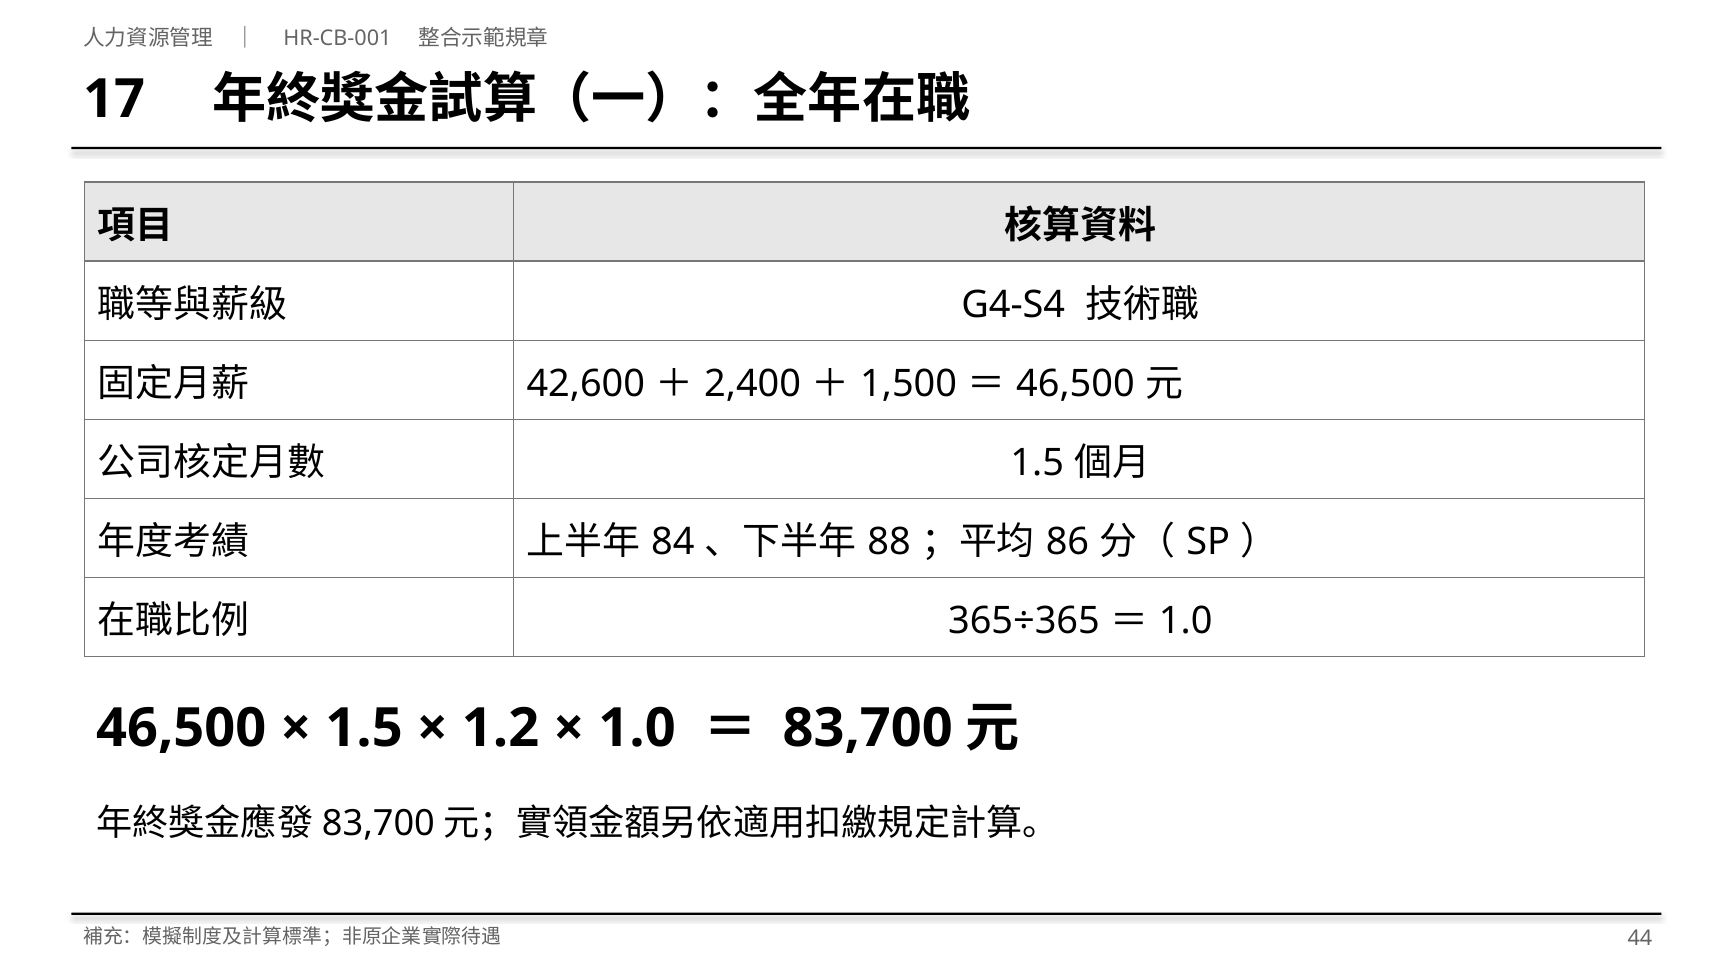 人力資源管理　｜　HR-CB-001　整合示範規章
17　年終獎金試算（一）：全年在職
項目　核算資料
職等與薪級　G4-S4 技術職
固定月薪　42,600 ＋ 2,400 ＋ 1,500 ＝ 46,500 元
公司核定月數　1.5 個月
年度考績　上半年 84 、下半年 88 ；平均 86 分（ SP ）
在職比例　365÷365 ＝ 1.0
46,500 × 1.5 × 1.2 × 1.0 ＝ 83,700 元
年終獎金應發 83,700 元；實領金額另依適用扣繳規定計算。
補充：模擬制度及計算標準；非原企業實際待遇　44